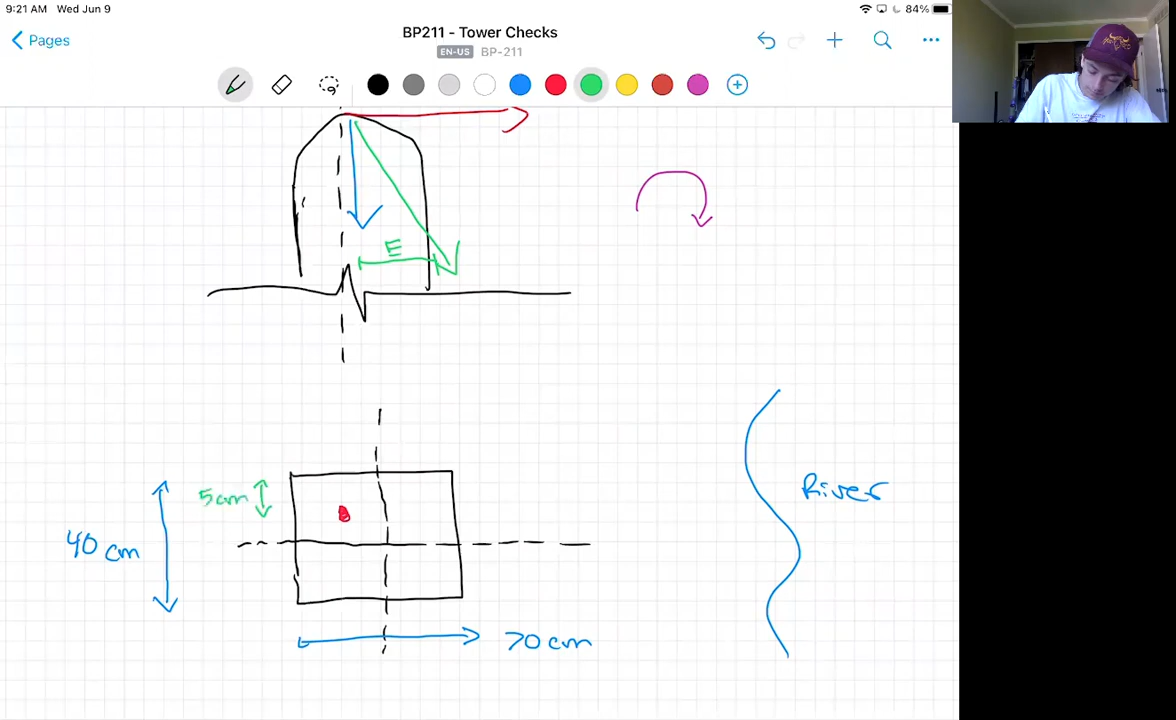 9:21 AM Wed Jun 9
84%
Pages
BP211 - Tower Checks
EN-US BP-211
E
5cm
40 cm
70 cm
River